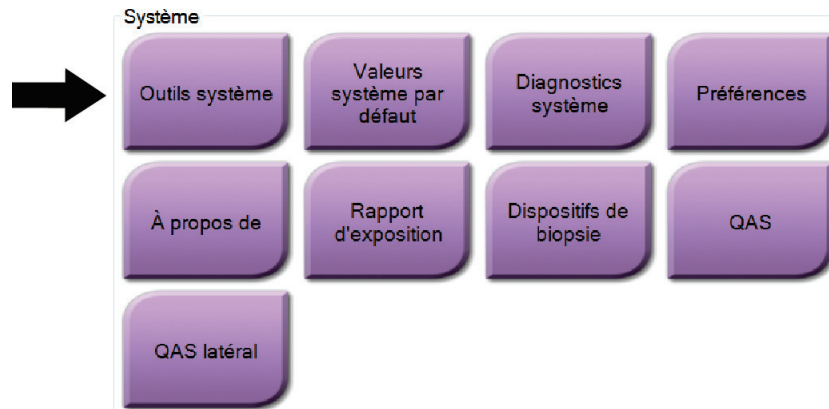 Système
Outils système
Valeurs
système par
défaut
Diagnostics
système
Préférences
À propos de
Rapport
d'exposition
Dispositifs de
biopsie
QAS
QAS latéral